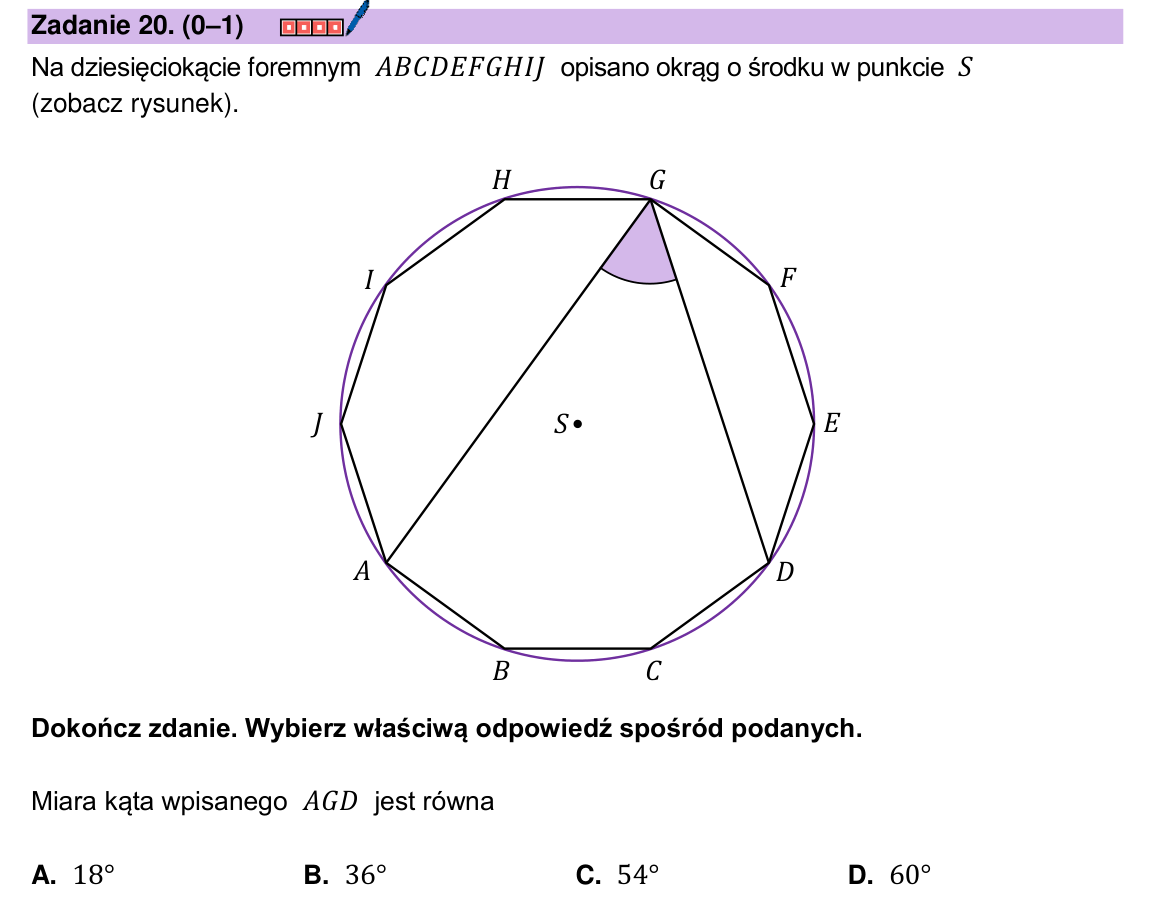 Zadanie 20. (0–1)
Na dziesięciokącie foremnym ABCDEFGHIJ opisano okrąg o środku w punkcie S
(zobacz rysunek).
H G
I F
J S E
A D
B C
Dokończ zdanie. Wybierz właściwą odpowiedź spośród podanych.
Miara kąta wpisanego AGD jest równa
A. 18° B. 36° C. 54° D. 60°